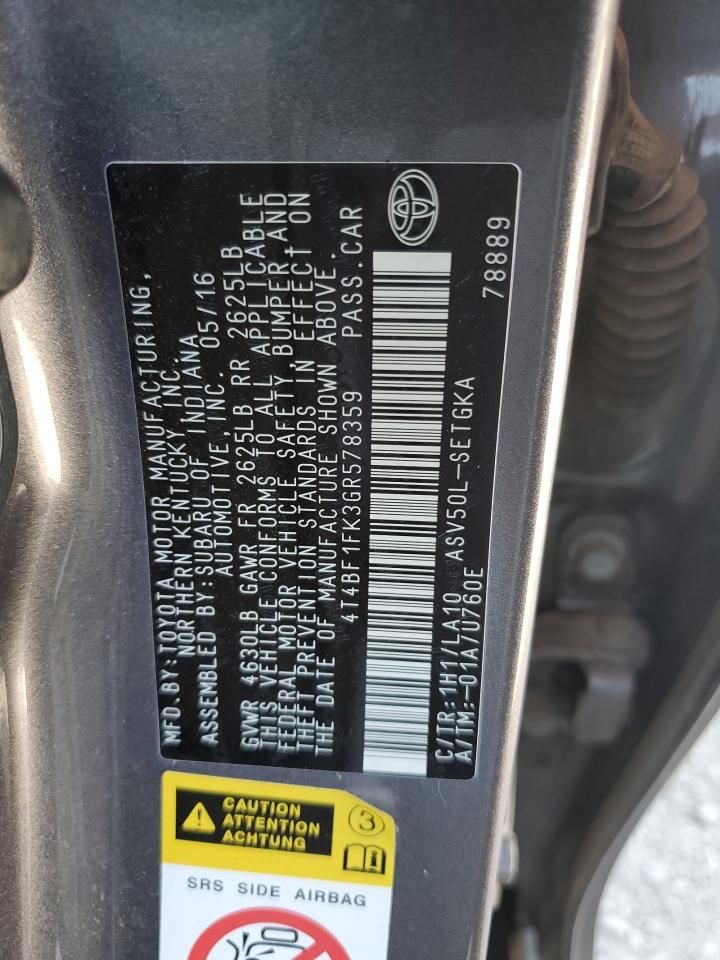 MFD.BY:TOYOTA MOTOR MANUFACTURING,
NORTHERN KENTUCKY INC.
ASSEMBLED BY:SUBARU OF INDIANA
AUTOMOTIVE,INC. 05/16
GVWR 4630LB GAWR FR 2625LB RR 2625LB
THIS VEHICLE CONFORMS TO ALL APPLICABLE
FEDERAL MOTOR VEHICLE SAFETY, BUMPER AND
THEFT PREVENTION STANDARDS IN EFFECT ON
THE DATE OF MANUFACTURE SHOWN ABOVE.
4T4BF1FK3GR578359 PASS.CAR
C/TR:1H1/LA10 ASV50L-SETGKA
A/TM:-01A/U760E
78889
CAUTION
ATTENTION
ACHTUNG
3
SRS SIDE AIRBAG